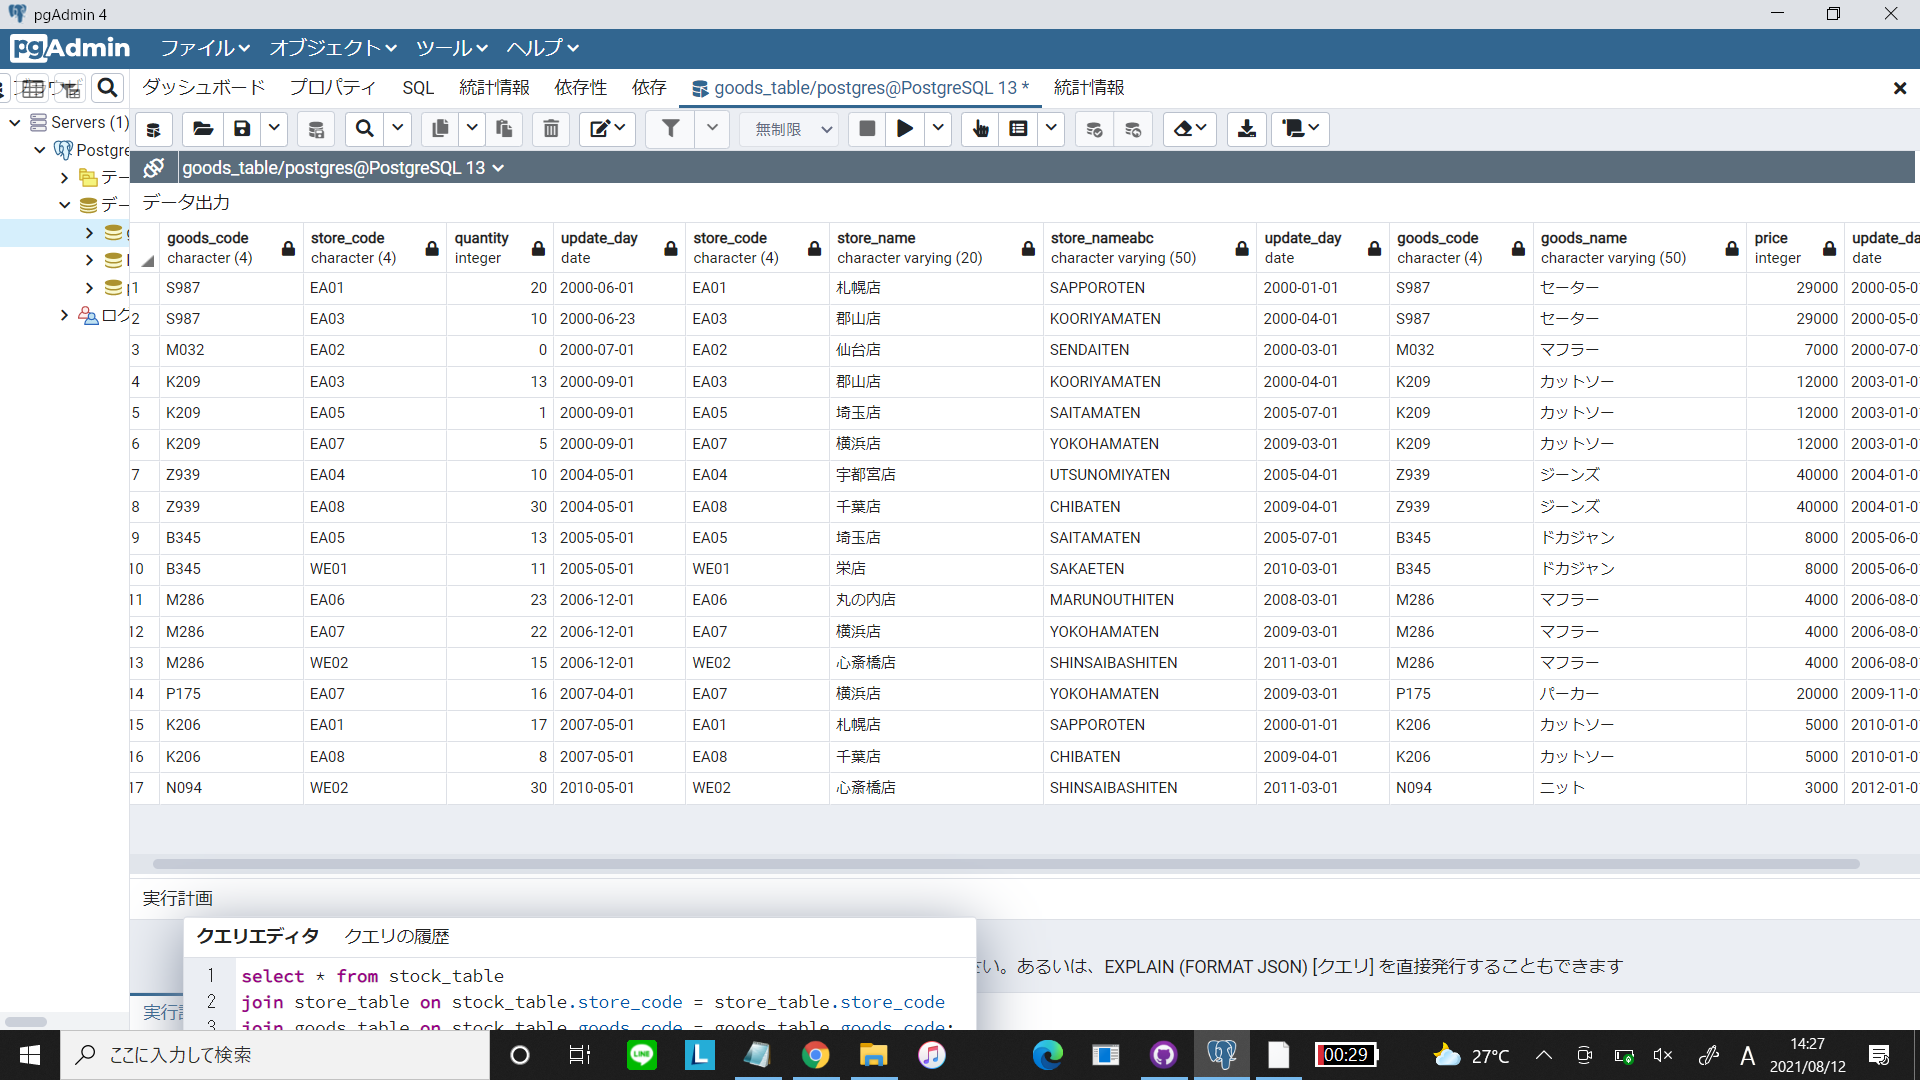 pgAdmin 4
pgAdmin ファイル オブジェクト ツール ヘルプ
ダッシュボード プロパティ SQL 統計情報 依存性 依存 goods_table/postgres@PostgreSQL 13 * 統計情報
Servers (1)
Postgre
テー
デー
ログ
無制限
goods_table/postgres@PostgreSQL 13
データ出力
goods_code character (4) store_code character (4) quantity integer update_day date store_code character (4) store_name character varying (20) store_nameabc character varying (50) update_day date goods_code character (4) goods_name character varying (50) price integer update_da date
1 S987 EA01 20 2000-06-01 EA01 札幌店 SAPPOROTEN 2000-01-01 S987 セーター 29000 2000-05-0
2 S987 EA03 10 2000-06-23 EA03 郡山店 KOORIYAMATEN 2000-04-01 S987 セーター 29000 2000-05-0
3 M032 EA02 0 2000-07-01 EA02 仙台店 SENDAITEN 2000-03-01 M032 マフラー 7000 2000-07-0
4 K209 EA03 13 2000-09-01 EA03 郡山店 KOORIYAMATEN 2000-04-01 K209 カットソー 12000 2003-01-0
5 K209 EA05 1 2000-09-01 EA05 埼玉店 SAITAMATEN 2005-07-01 K209 カットソー 12000 2003-01-0
6 K209 EA07 5 2000-09-01 EA07 横浜店 YOKOHAMATEN 2009-03-01 K209 カットソー 12000 2003-01-0
7 Z939 EA04 10 2004-05-01 EA04 宇都宮店 UTSUNOMIYATEN 2005-04-01 Z939 ジーンズ 40000 2004-01-0
8 Z939 EA08 30 2004-05-01 EA08 千葉店 CHIBATEN 2009-04-01 Z939 ジーンズ 40000 2004-01-0
9 B345 EA05 13 2005-05-01 EA05 埼玉店 SAITAMATEN 2005-07-01 B345 ドカジャン 8000 2005-06-0
10 B345 WE01 11 2005-05-01 WE01 栄店 SAKAETEN 2010-03-01 B345 ドカジャン 8000 2005-06-0
11 M286 EA06 23 2006-12-01 EA06 丸の内店 MARUNOUTHITEN 2008-03-01 M286 マフラー 4000 2006-08-0
12 M286 EA07 22 2006-12-01 EA07 横浜店 YOKOHAMATEN 2009-03-01 M286 マフラー 4000 2006-08-0
13 M286 WE02 15 2006-12-01 WE02 心斎橋店 SHINSAIBASHITEN 2011-03-01 M286 マフラー 4000 2006-08-0
14 P175 EA07 16 2007-04-01 EA07 横浜店 YOKOHAMATEN 2009-03-01 P175 パーカー 20000 2009-11-0
15 K206 EA01 17 2007-05-01 EA01 札幌店 SAPPOROTEN 2000-01-01 K206 カットソー 5000 2010-01-0
16 K206 EA08 8 2007-05-01 EA08 千葉店 CHIBATEN 2009-04-01 K206 カットソー 5000 2010-01-0
17 N094 WE02 30 2010-05-01 WE02 心斎橋店 SHINSAIBASHITEN 2011-03-01 N094 ニット 3000 2012-01-0
実行計画
クエリエディタ クエリの履歴
1 select * from stock_table
2 join store_table on stock_table.store_code = store_table.store_code
3 join goods_table on stock_table.goods_code = goods_table.goods_code;
い。あるいは、EXPLAIN (FORMAT JSON) [クエリ] を直接発行することもできます
実行計
ここに入力して検索
LINE
L
00:29
27°C
A
14:27
2021/08/12